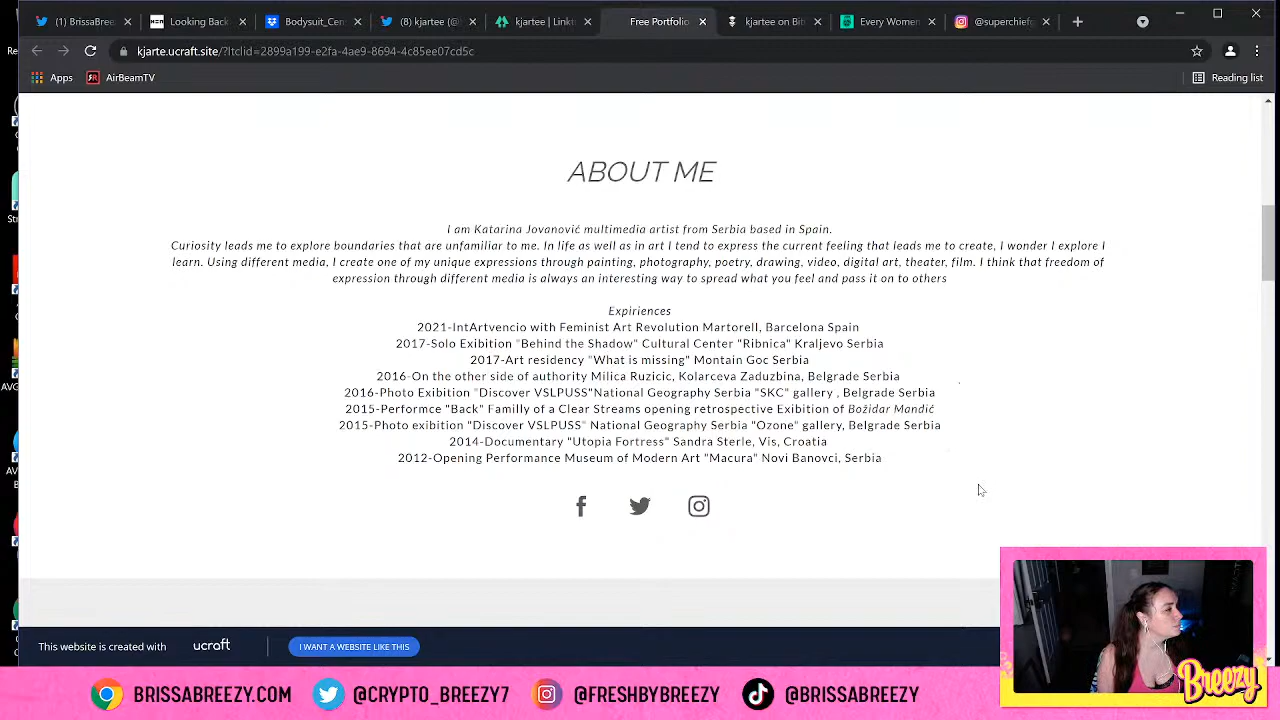 (1) BrissaBree
Looking Back
Bodysuit_Cen
(8) kjartee (@
kjartee | Linkt
Free Portfolio
kjartee on Bit
Every Women
@superchiefg
kjarte.ucraft.site/?ltclid=2899a199-e2fa-4ae9-8694-4c85ee07cd5c
Apps
AirBeamTV
Reading list
ABOUT ME
I am Katarina Jovanović multimedia artist from Serbia based in Spain.
Curiosity leads me to explore boundaries that are unfamiliar to me. In life as well as in art I tend to express the current feeling that leads me to create, I wonder I explore I
learn. Using different media, I create one of my unique expressions through painting, photography, poetry, drawing, video, digital art, theater, film. I think that freedom of
expression through different media is always an interesting way to spread what you feel and pass it on to others
Expiriences
2021-IntArtvencio with Feminist Art Revolution Martorell, Barcelona Spain
2017-Solo Exibition "Behind the Shadow" Cultural Center "Ribnica" Kraljevo Serbia
2017-Art residency "What is missing" Montain Goc Serbia
2016-On the other side of authority Milica Ruzicic, Kolarceva Zaduzbina, Belgrade Serbia
2016-Photo Exibition "Discover VSLPUSS"National Geography Serbia "SKC" gallery , Belgrade Serbia
2015-Performce "Back" Familly of a Clear Streams opening retrospective Exibition of Božidar Mandić
2015-Photo exibition "Discover VSLPUSS" National Geography Serbia "Ozone" gallery, Belgrade Serbia
2014-Documentary "Utopia Fortress" Sandra Sterle, Vis, Croatia
2012-Opening Performance Museum of Modern Art "Macura" Novi Banovci, Serbia
This website is created with
ucraft
I WANT A WEBSITE LIKE THIS
Breezy
BRISSABREEZY.COM
@CRYPTO_BREEZY7
@FRESHBYBREEZY
@BRISSABREEZY